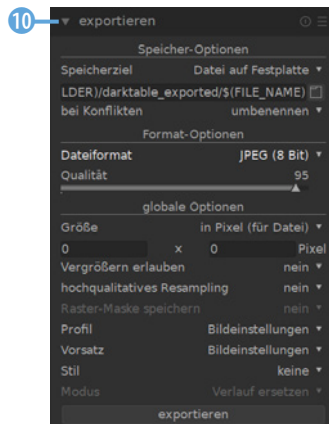 10 exportieren
Speicher-Optionen
Speicherziel Datei auf Festplatte
LDER)/darktable_exported/$(FILE_NAME)
bei Konflikten umbenennen
Format-Optionen
Dateiformat JPEG (8 Bit)
Qualität 95
globale Optionen
Größe in Pixel (für Datei)
0 x 0 Pixel
Vergrößern erlauben nein
hochqualitatives Resampling nein
Raster-Maske speichern nein
Profil Bildeinstellungen
Vorsatz Bildeinstellungen
Stil keine
Modus Verlauf ersetzen
exportieren